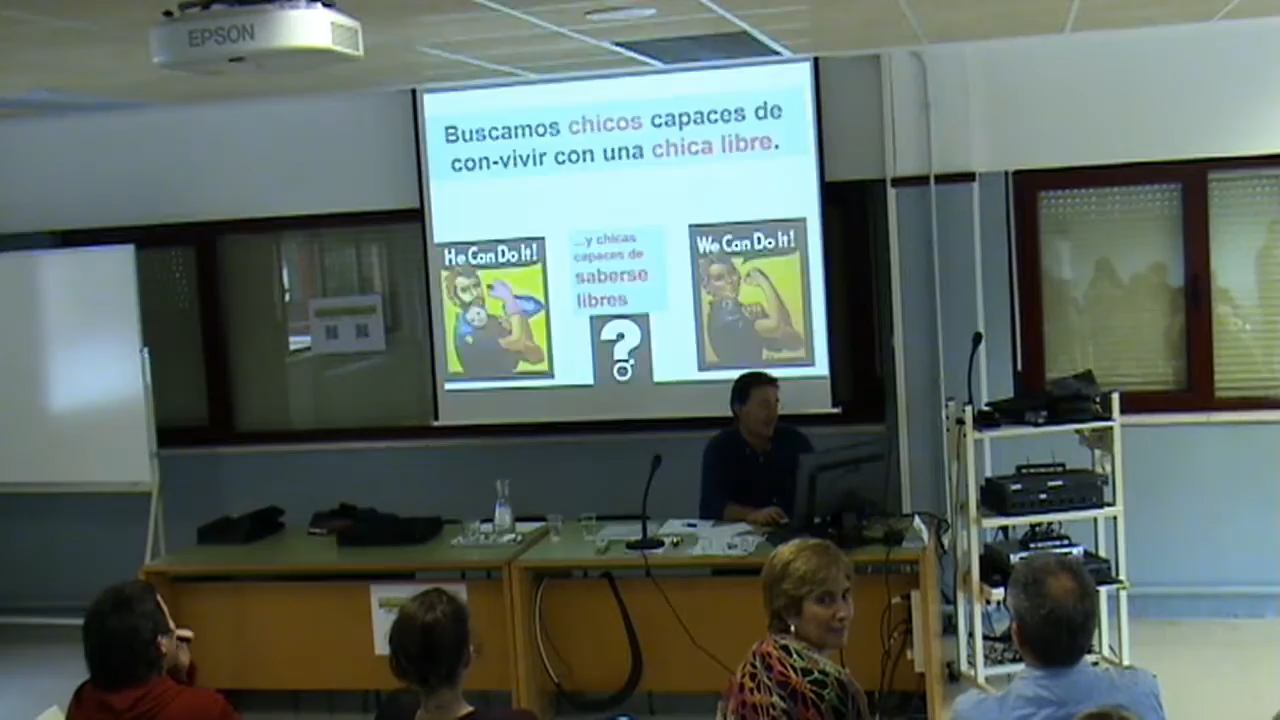 EPSON
Buscamos chicos capaces de
con-vivir con una chica libre.
He Can Do It!
...y chicas
capaces de
saberse
libres
We Can Do It!
?